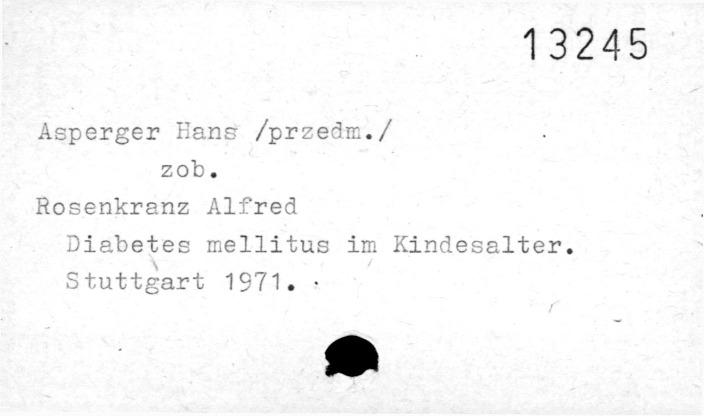 13245
Asperger Hans /przedm./
zob.
Rosenkranz Alfred
Diabetes mellitus im Kindesalter.
Stuttgart 1971.